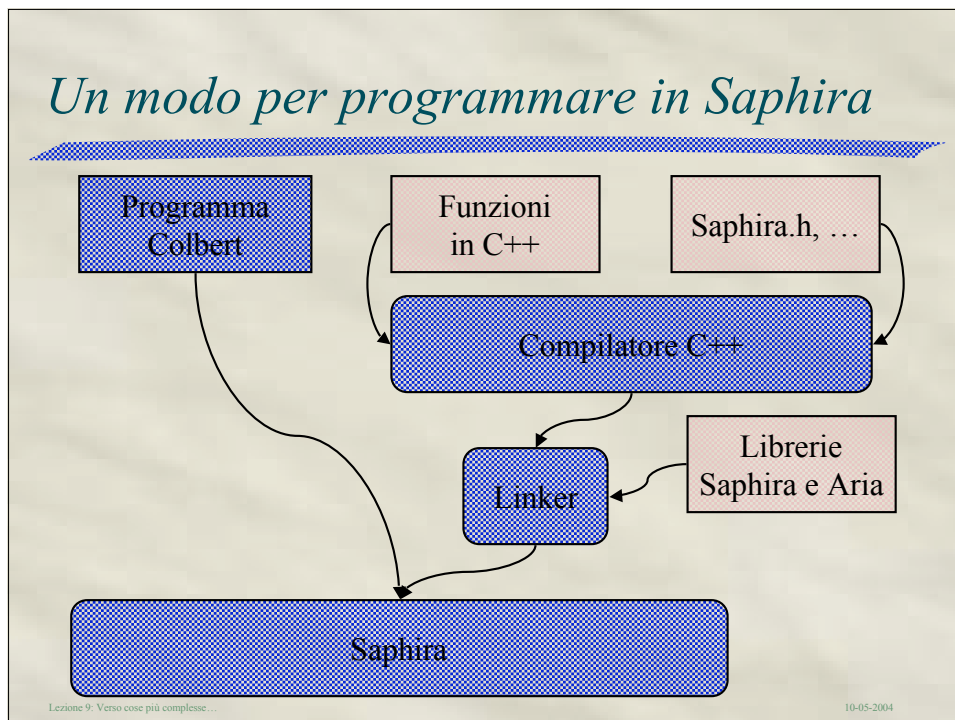 Un modo per programmare in Saphira
Programma
Colbert
Funzioni
in C++
Saphira.h, …
Compilatore C++
Librerie
Saphira e Aria
Linker
Saphira
Lezione 9: Verso cose più complesse…
10-05-2004